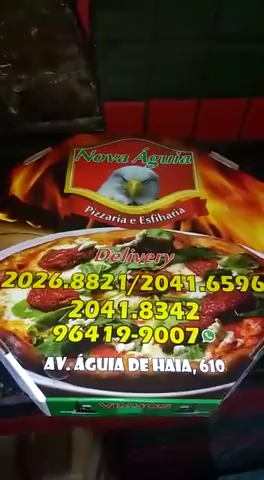 Nova Águia
Pizzaria e Esfiharia
Delivery
2026.8821/2041.6596
2041.8342
96419-9007
AV. ÁGUIA DE HAIA, 610